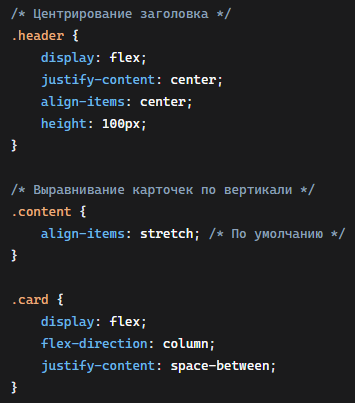 /* Центрирование заголовка */
.header {
    display: flex;
    justify-content: center;
    align-items: center;
    height: 100px;
}

/* Выравнивание карточек по вертикали */
.content {
    align-items: stretch; /* По умолчанию */
}

.card {
    display: flex;
    flex-direction: column;
    justify-content: space-between;
}